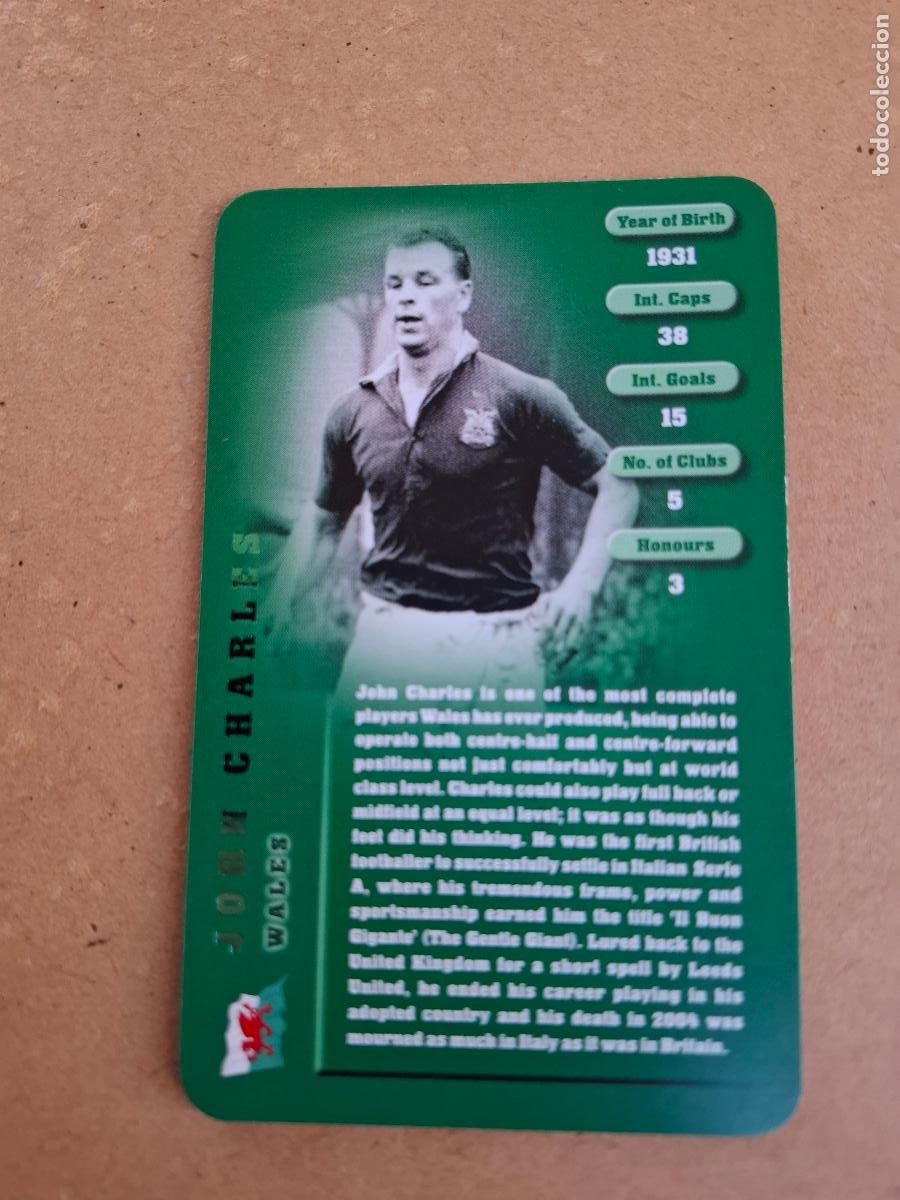 todocoleccion
Year of Birth
1931
Int. Caps
38
Int. Goals
15
No. of Clubs
5
Honours
3
JOHN CHARLES
WALES
John Charles is one of the most complete
players Wales has ever produced, being able to
operate both centre-half and centre-forward
positions not just comfortably but at world
class level. Charles could also play full back or
midfield at an equal level; it was as though his
feet did his thinking. He was the first British
footballer to successfully settle in Italian Serie
A, where his tremendous frame, power and
sportsmanship earned him the title 'Il Buon
Gigante' (The Gentle Giant). Lured back to the
United Kingdom for a short spell by Leeds
United, he ended his career playing in his
adopted country and his death in 2004 was
mourned as much in Italy as it was in Britain.